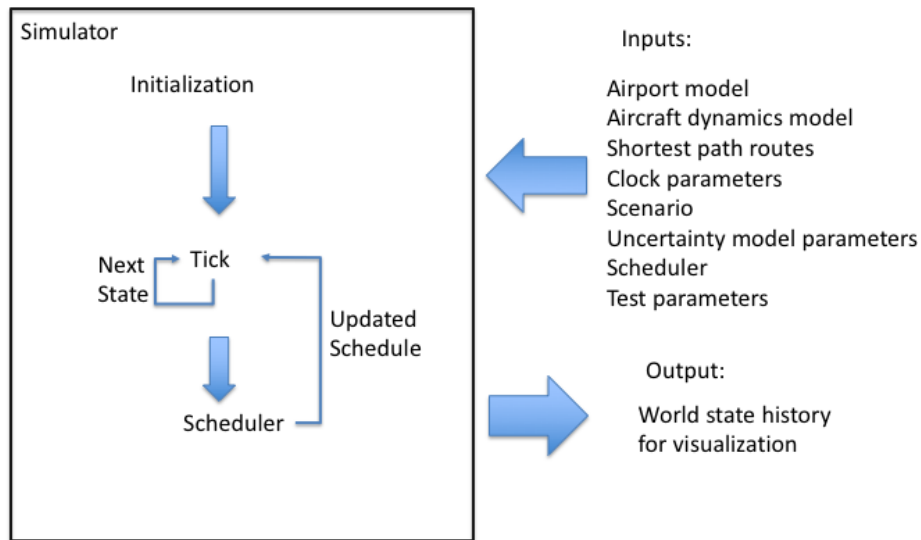 Simulator
Initialization
Tick
Next
State
Updated
Schedule
Scheduler
Inputs:
Airport model
Aircraft dynamics model
Shortest path routes
Clock parameters
Scenario
Uncertainty model parameters
Scheduler
Test parameters
Output:
World state history
for visualization